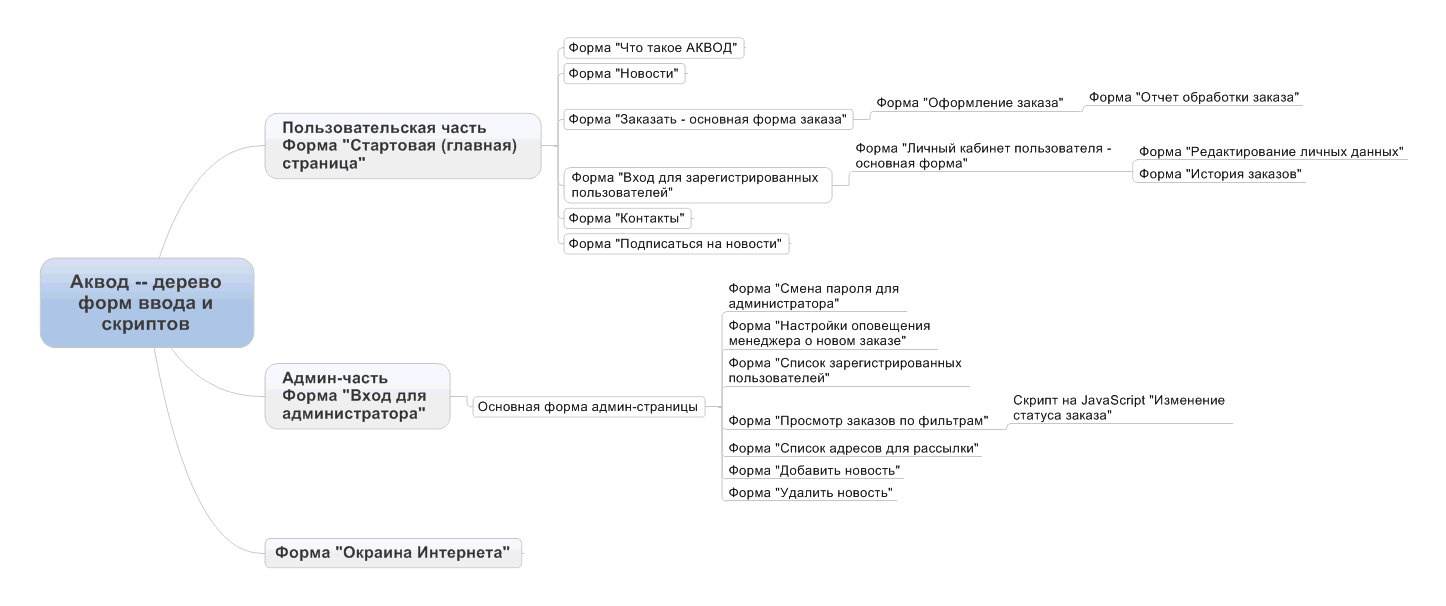 Аквод -- дерево
форм ввода и
скриптов
Пользовательская часть
Форма "Стартовая (главная)
страница"
Форма "Что такое АКВОД"
Форма "Новости"
Форма "Заказать - основная форма заказа"
Форма "Оформление заказа"
Форма "Отчет обработки заказа"
Форма "Вход для зарегистрированных
пользователей"
Форма "Личный кабинет пользователя -
основная форма"
Форма "Редактирование личных данных"
Форма "История заказов"
Форма "Контакты"
Форма "Подписаться на новости"
Админ-часть
Форма "Вход для
администратора"
Основная форма админ-страницы
Форма "Смена пароля для
администратора"
Форма "Настройки оповещения
менеджера о новом заказе"
Форма "Список зарегистрированных
пользователей"
Форма "Просмотр заказов по фильтрам"
Скрипт на JavaScript "Изменение
статуса заказа"
Форма "Список адресов для рассылки"
Форма "Добавить новость"
Форма "Удалить новость"
Форма "Окраина Интернета"